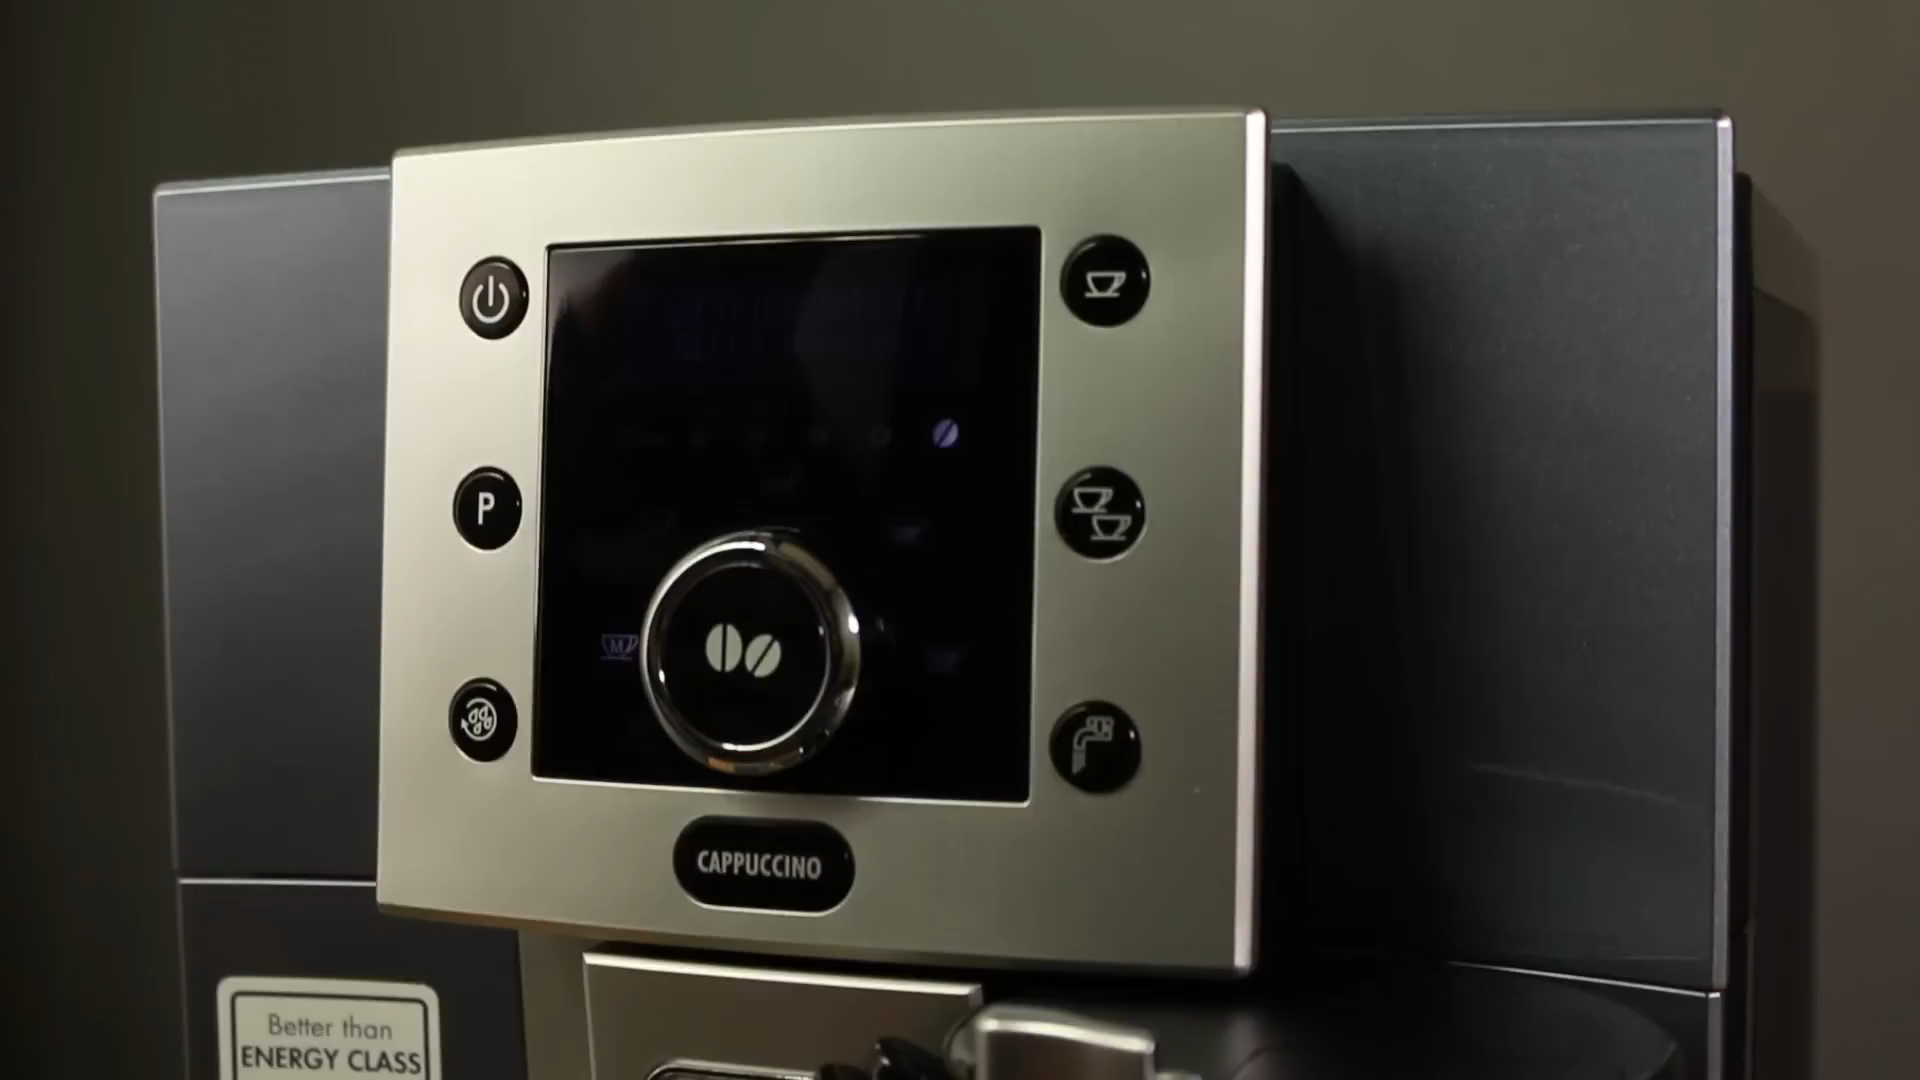 P
M
CAPPUCCINO
Better than
ENERGY CLASS